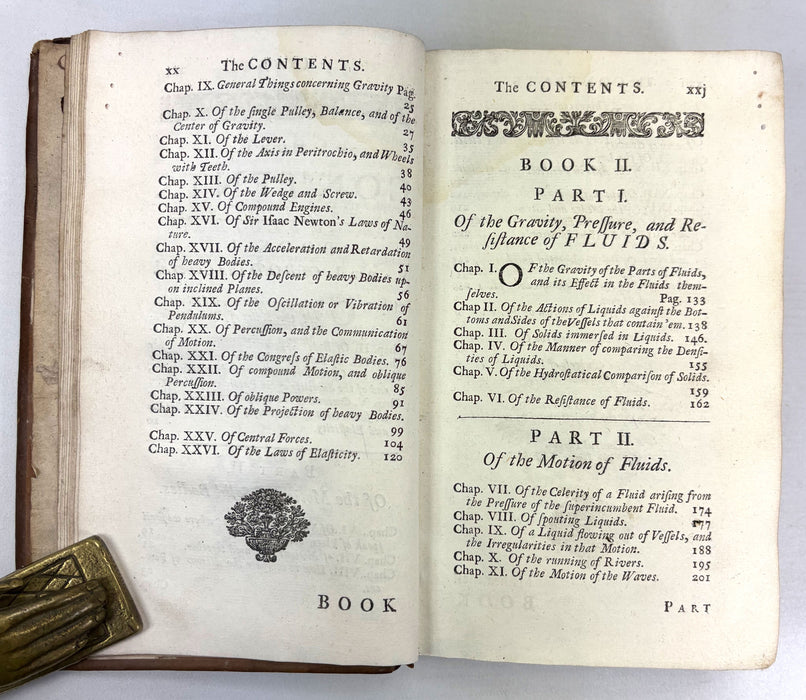 xx The CONTENTS.
Chap. IX. General Things concerning Gravity Pag.
25
Chap. X. Of the ſingle Pulley, Balance, and of the
Center of Gravity. 27
Chap. XI. Of the Lever. 35
Chap. XII. Of the Axis in Peritrochio, and Wheels
with Teeth. 38
Chap. XIII. Of the Pulley. 40
Chap. XIV. Of the Wedge and Screw. 43
Chap. XV. Of Compound Engines. 46
Chap. XVI. Of Sir Iſaac Newton's Laws of Na-
ture. 49
Chap. XVII. Of the Acceleration and Retardation
of heavy Bodies. 51
Chap. XVIII. Of the Deſcent of heavy Bodies up-
on inclined Planes. 56
Chap. XIX. Of the Oſcillation or Vibration of
Pendulums. 61
Chap. XX. Of Percuſſion, and the Communication
of Motion. 67
Chap. XXI. Of the Congreſs of Elaſtic Bodies. 76
Chap. XXII. Of compound Motion, and oblique
Percuſſion. 85
Chap. XXIII. Of oblique Powers. 91
Chap. XXIV. Of the Projection of heavy Bodies.
99
Chap. XXV. Of Central Forces. 104
Chap. XXVI. Of the Laws of Elaſticity. 120
BOOK
The CONTENTS. xxj
BOOK II.
PART I.
Of the Gravity, Preſſure, and Re-
ſiſtance of FLUIDS.
Chap. I. OF the Gravity of the Parts of Fluids,
and its Effect in the Fluids them-
ſelves. Pag. 133
Chap II. Of the Actions of Liquids againſt the Bot-
toms and Sides of the Veſſels that contain 'em. 138
Chap. III. Of Solids immerſed in Liquids. 146.
Chap. IV. Of the Manner of comparing the Denſi-
ties of Liquids. 155
Chap. V. Of the Hydroſtatical Compariſon of Solids.
159
Chap. VI. Of the Reſiſtance of Fluids. 162
PART II.
Of the Motion of Fluids.
Chap. VII. Of the Celerity of a Fluid ariſing from
the Preſſure of the ſuperincumbent Fluid. 174
Chap. VIII. Of ſpouting Liquids. 177
Chap. IX. Of a Liquid flowing out of Veſſels, and
the Irregularities in that Motion. 188
Chap. X. Of the running of Rivers. 195
Chap. XI. Of the Motion of the Waves. 201
PART